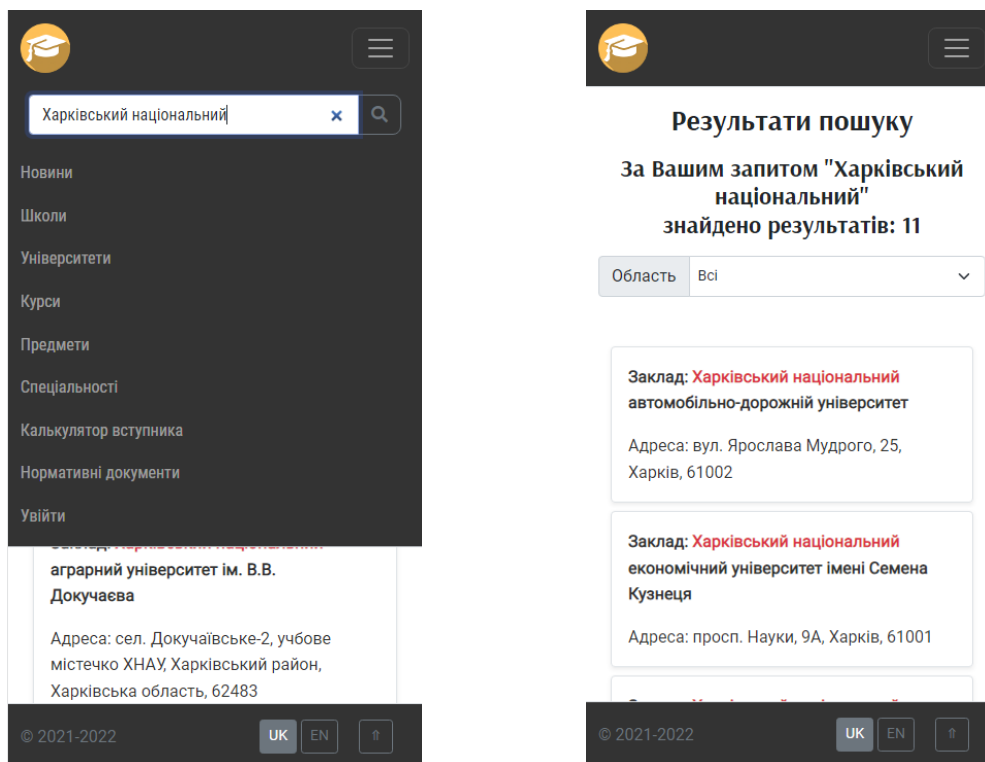 Харківський національний
Новини
Школи
Університети
Курси
Предмети
Спеціальності
Калькулятор вступника
Нормативні документи
Увійти
аграрний університет ім. В.В.
Докучаєва
Адреса: сел. Докучаївське-2, учбове
містечко ХНАУ, Харківський район,
Харківська область, 62483
© 2021-2022
UK
EN
⇑
Результати пошуку
За Вашим запитом "Харківський
національний"
знайдено результатів: 11
Область
Всі
Заклад: Харківський національний
автомобільно-дорожній університет
Адреса: вул. Ярослава Мудрого, 25,
Харків, 61002
Заклад: Харківський національний
економічний університет імені Семена
Кузнеця
Адреса: просп. Науки, 9А, Харків, 61001
© 2021-2022
UK
EN
⇑